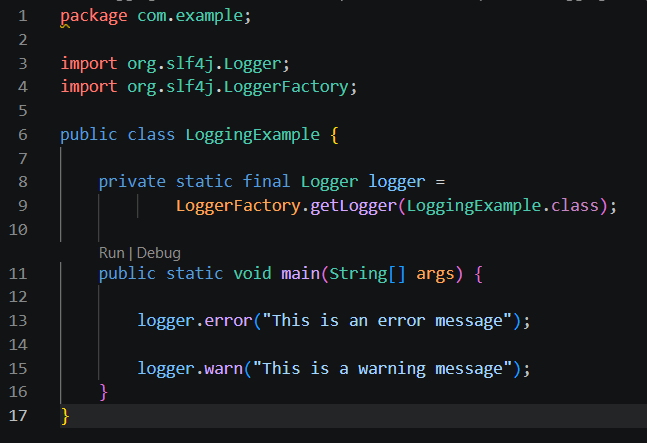 1 package com.example;
2
3 import org.slf4j.Logger;
4 import org.slf4j.LoggerFactory;
5
6 public class LoggingExample {
7
8 private static final Logger logger =
9 LoggerFactory.getLogger(LoggingExample.class);
10
Run | Debug
11 public static void main(String[] args) {
12
13 logger.error("This is an error message");
14
15 logger.warn("This is a warning message");
16 }
17 }